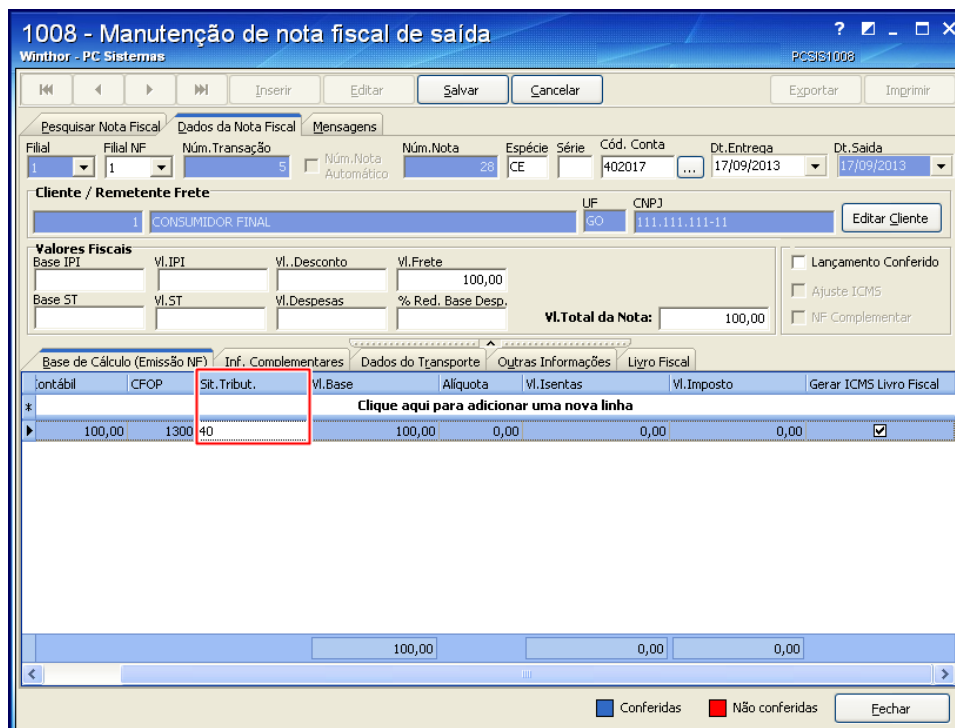 1008 - Manutenção de nota fiscal de saída
?
Winthor - PC Sistemas
PCSIS1008
Inserir Editar Salvar Cancelar Exportar Imprimir
Pesquisar Nota Fiscal Dados da Nota Fiscal Mensagens
Filial Filial NF Núm.Transação Núm.Nota Automático Núm.Nota Espécie Série Cód. Conta Dt.Entrega Dt.Saida
1 1 5 28 CE 402017 ... 17/09/2013 17/09/2013
Cliente / Remetente Frete UF CNPJ
1 CONSUMIDOR FINAL GO 111.111.111-11 Editar Cliente
Valores Fiscais
Base IPI Vl.IPI Vl..Desconto Vl.Frete Lançamento Conferido
100,00
Ajuste ICMS
Base ST Vl.ST Vl.Despesas % Red. Base Desp.
Vl.Total da Nota: 100,00 NF Complementar
Base de Cálculo (Emissão NF) Inf. Complementares Dados do Transporte Outras Informações Livro Fiscal
Contábil CFOP Sit.Tribut. Vl.Base Alíquota Vl.Isentas Vl.Imposto Gerar ICMS Livro Fiscal
* Clique aqui para adicionar uma nova linha
100,00 1300 40 100,00 0,00 0,00 0,00
100,00 0,00 0,00
Conferidas Não conferidas Fechar